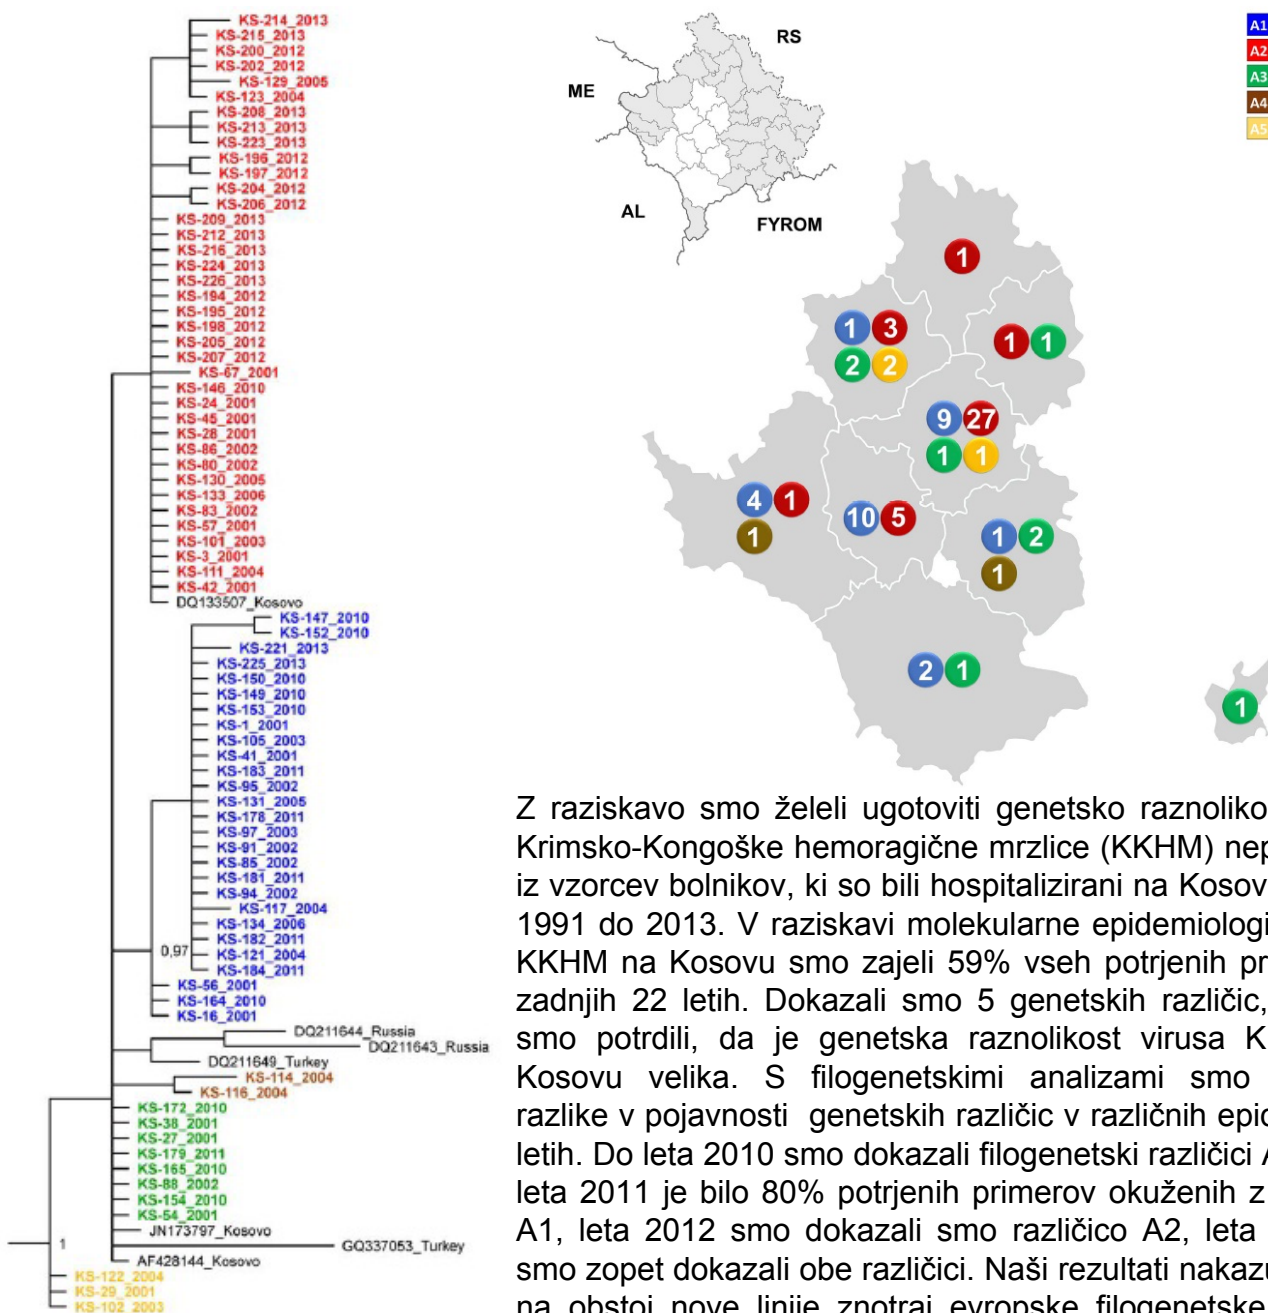 KS-214_2013
KS-215_2013
KS-200_2012
KS-202_2012
KS-129_2005
KS-123_2004
KS-208_2013
KS-213_2013
KS-223_2013
KS-196_2012
KS-197_2012
KS-204_2012
KS-206_2012
KS-209_2013
KS-212_2013
KS-216_2013
KS-224_2013
KS-226_2013
KS-194_2012
KS-195_2012
KS-198_2012
KS-205_2012
KS-207_2012
KS-67_2001
KS-146_2010
KS-24_2001
KS-45_2001
KS-28_2001
KS-86_2002
KS-80_2002
KS-130_2005
KS-133_2006
KS-83_2002
KS-57_2001
KS-101_2003
KS-3_2001
KS-111_2004
KS-42_2001
DQ133507_Kosovo
KS-147_2010
KS-152_2010
KS-221_2013
KS-225_2013
KS-150_2010
KS-149_2010
KS-153_2010
KS-1_2001
KS-105_2003
KS-41_2001
KS-183_2011
KS-95_2002
KS-131_2005
KS-178_2011
KS-97_2003
KS-91_2002
KS-85_2002
KS-181_2011
KS-94_2002
KS-117_2004
KS-134_2006
KS-182_2011
0,97
KS-121_2004
KS-184_2011
KS-56_2001
KS-164_2010
KS-16_2001
DQ211644_Russia
DQ211643_Russia
DQ211649_Turkey
KS-114_2004
KS-116_2004
KS-172_2010
KS-38_2001
KS-27_2001
KS-179_2011
KS-165_2010
KS-88_2002
KS-154_2010
KS-54_2001
JN173797_Kosovo
1
GQ337053_Turkey
AF428144_Kosovo
KS-122_2004
KS-29_2001
KS-102_2003
RS
ME
AL
FYROM
A1
A2
A3
A4
A5
1
1 3
2 2
1 1
9 27
1 1
4 1
1
10 5
1 2
1
2 1
1
Z raziskavo smo želeli ugotoviti genetsko raznoliko
Krimsko-Kongoške hemoragične mrzlice (KKHM) nep
iz vzorcev bolnikov, ki so bili hospitalizirani na Kosov
1991 do 2013. V raziskavi molekularne epidemiologi
KKHM na Kosovu smo zajeli 59% vseh potrjenih pr
zadnjih 22 letih. Dokazali smo 5 genetskih različic,
smo potrdili, da je genetska raznolikost virusa K
Kosovu velika. S filogenetskimi analizami smo
razlike v pojavnosti genetskih različic v različnih epid
letih. Do leta 2010 smo dokazali filogenetski različici A
leta 2011 je bilo 80% potrjenih primerov okuženih z
A1, leta 2012 smo dokazali smo različico A2, leta
smo zopet dokazali obe različici. Naši rezultati nakazu
na obstoj nove linije znotraj evropske filogenetske